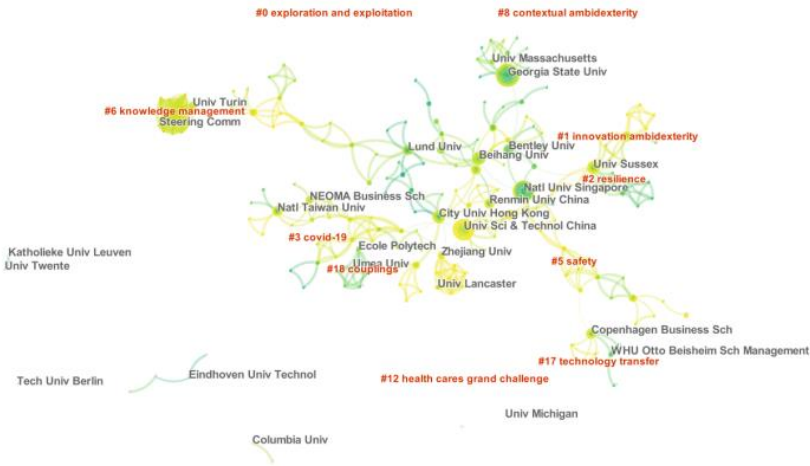 #0 exploration and exploitation
#8 contextual ambidexterity
Univ Massachusetts
Georgia State Univ
Univ Turin
#6 knowledge management
Steering Comm
#1 innovation ambidexterity
Lund Univ
Bentley Univ
Beihang Univ
Univ Sussex
#2 resilience
Natl Univ Singapore
NEOMA Business Sch
Renmin Univ China
Natl Taiwan Univ
City Univ Hong Kong
Univ Sci & Technol China
#3 covid-19
Ecole Polytech
Zhejiang Univ
Katholieke Univ Leuven
Univ Twente
Umea Univ
#18 couplings
#5 safety
Univ Lancaster
Copenhagen Business Sch
WHU Otto Beisheim Sch Management
#17 technology transfer
Tech Univ Berlin
Eindhoven Univ Technol
#12 health cares grand challenge
Univ Michigan
Columbia Univ